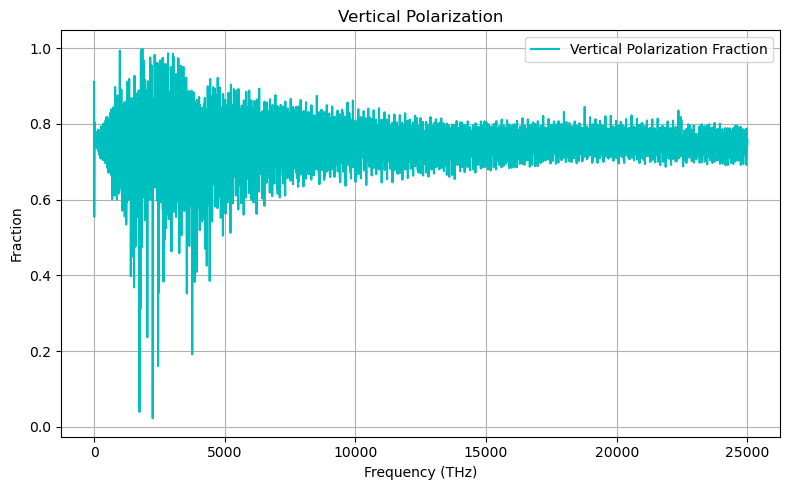 Vertical Polarization
Vertical Polarization Fraction
1.0
0.8
0.6
0.4
0.2
0.0
Fraction
0 5000 10000 15000 20000 25000
Frequency (THz)